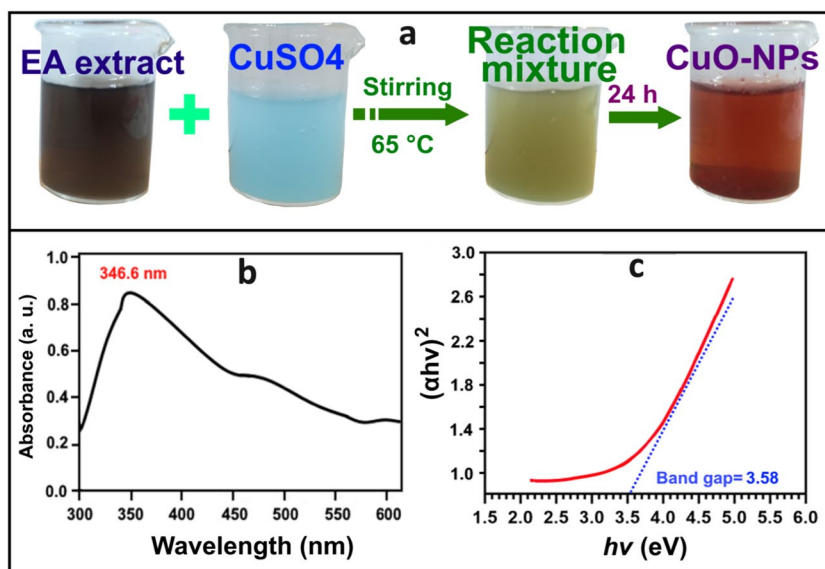 a
EA extract
CuSO4
Reaction
mixture
CuO-NPs
Stirring
65 °C
24 h
b
346.6 nm
Absorbance (a. u.)
1.0
0.8
0.6
0.4
0.2
0.0
300 350 400 450 500 550 600
Wavelength (nm)
c
(αhv)2
3.0
2.6
2.2
1.8
1.4
1.0
Band gap= 3.58
1.5 2.0 2.5 3.0 3.5 4.0 4.5 5.0 5.5 6.0
hv (eV)